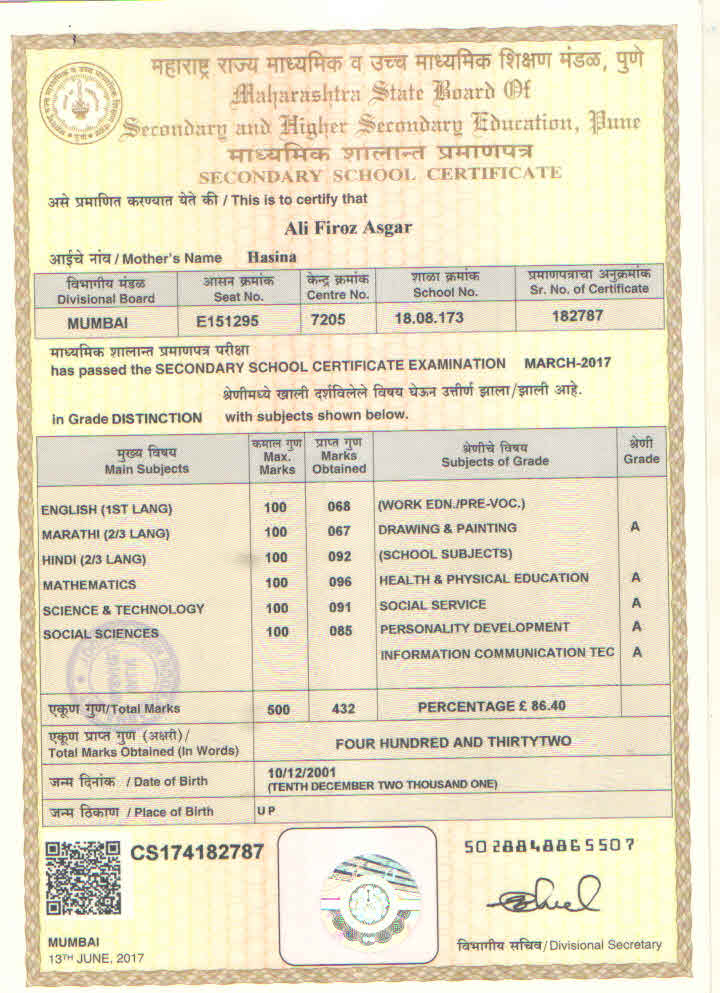 महाराष्ट्र राज्य माध्यमिक व उच्च माध्यमिक शिक्षण मंडळ, पुणे
Maharashtra State Board Of
Secondary and Higher Secondary Education, Pune
माध्यमिक शालान्त प्रमाणपत्र
SECONDARY SCHOOL CERTIFICATE
असे प्रमाणित करण्यात येते की / This is to certify that
Ali Firoz Asgar
आईचे नांव / Mother's Name Hasina
विभागीय मंडळ आसन क्रमांक केन्द्र क्रमांक शाळा क्रमांक प्रमाणपत्राचा अनुक्रमांक
Divisional Board Seat No. Centre No. School No. Sr. No. of Certificate
MUMBAI E151295 7205 18.08.173 182787
माध्यमिक शालान्त प्रमाणपत्र परीक्षा
has passed the SECONDARY SCHOOL CERTIFICATE EXAMINATION MARCH-2017
श्रेणीमध्ये खाली दर्शविलेले विषय घेऊन उत्तीर्ण झाला/झाली आहे.
in Grade DISTINCTION with subjects shown below.
मुख्य विषय कमाल गुण प्राप्त गुण श्रेणीचे विषय श्रेणी
Main Subjects Max. Marks Marks Obtained Subjects of Grade Grade
ENGLISH (1ST LANG) 100 068 (WORK EDN./PRE-VOC.)
MARATHI (2/3 LANG) 100 067 DRAWING & PAINTING A
HINDI (2/3 LANG) 100 092 (SCHOOL SUBJECTS)
MATHEMATICS 100 096 HEALTH & PHYSICAL EDUCATION A
SCIENCE & TECHNOLOGY 100 091 SOCIAL SERVICE A
SOCIAL SCIENCES 100 085 PERSONALITY DEVELOPMENT A
INFORMATION COMMUNICATION TEC A
एकूण गुण/Total Marks 500 432 PERCENTAGE £ 86.40
एकूण प्राप्त गुण (अक्षरी)/
Total Marks Obtained (In Words) FOUR HUNDRED AND THIRTYTWO
जन्म दिनांक / Date of Birth 10/12/2001
(TENTH DECEMBER TWO THOUSAND ONE)
जन्म ठिकाण / Place of Birth U P
CS174182787
5028848865507
MUMBAI
13TH JUNE, 2017
विभागीय सचिव/Divisional Secretary